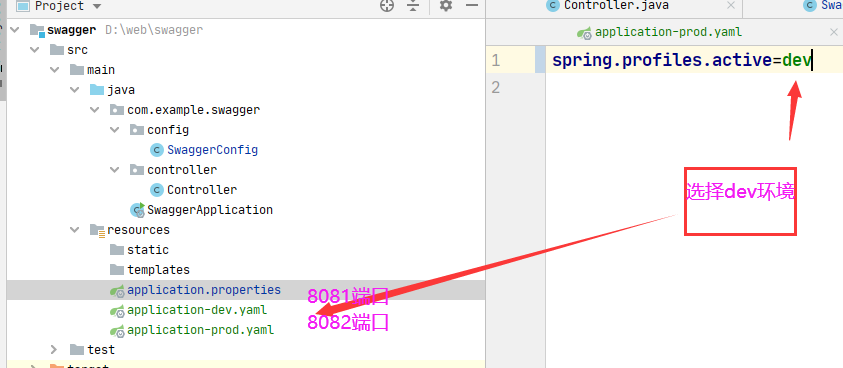 Project
swagger D:\web\swagger
src
main
java
com.example.swagger
config
SwaggerConfig
controller
Controller
SwaggerApplication
resources
static
templates
application.properties
application-dev.yaml
application-prod.yaml
test
8081端口
8082端口
Controller.java
Swa
application-prod.yaml
1
spring.profiles.active=dev
2
选择dev环境